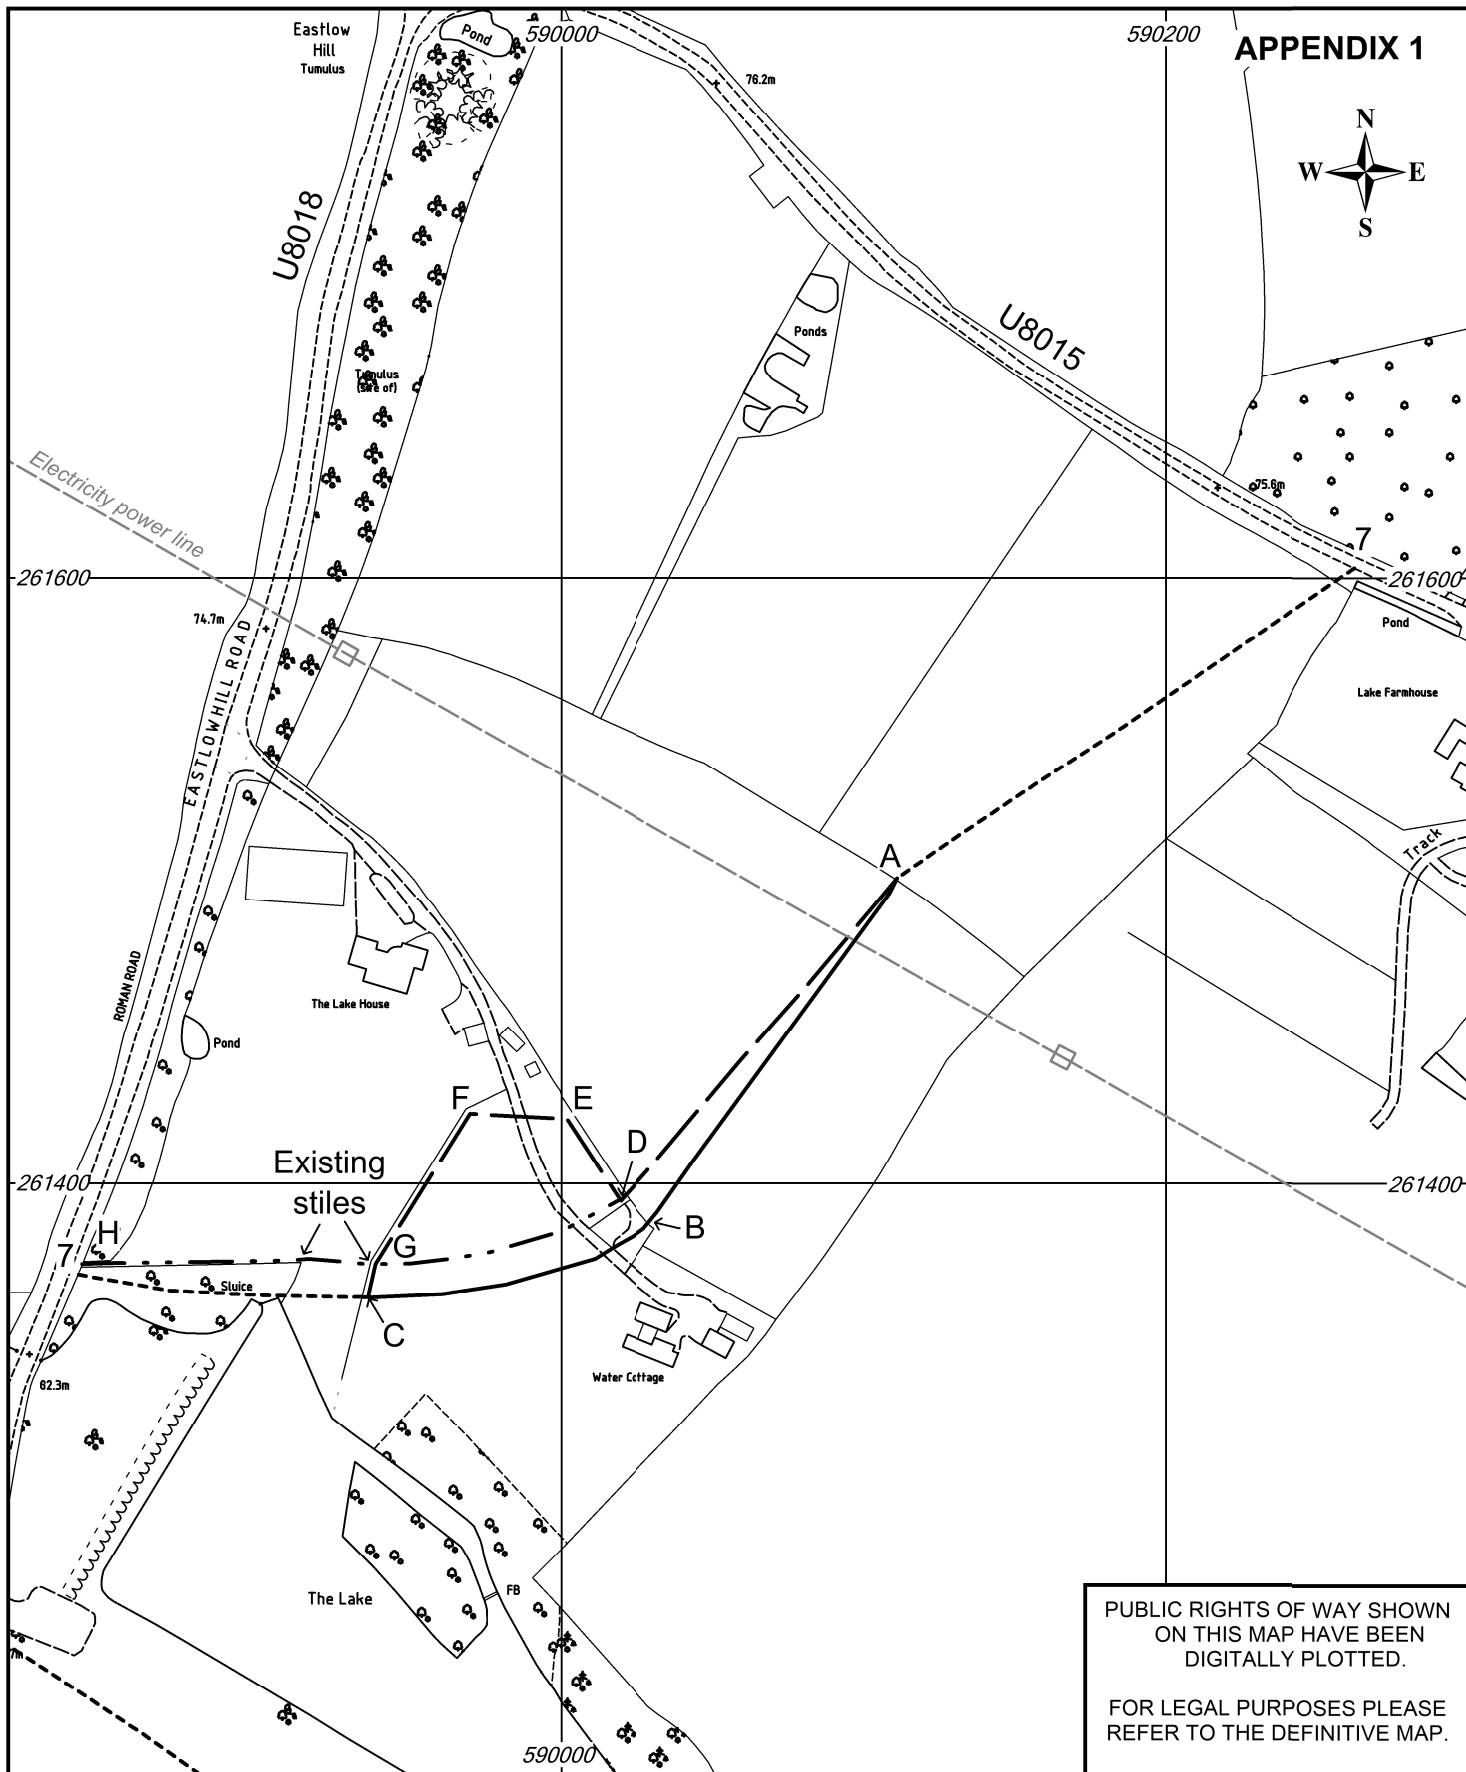 Eastlow
Hill
Tumulus
Pond
590000
590200
APPENDIX 1
76.2m
N
W E
S
U8018
U8015
Ponds
Tumulus
(site of)
Electricity power line
75.6m
7
261600
261600
74.7m
Pond
EASTLOWHILL ROAD
Lake Farmhouse
Track
A
ROMAN ROAD
The Lake House
Pond
F
E
D
Existing
stiles
261400
261400
B
H
7
G
Sluice
C
Water Cottage
62.3m
The Lake
FB
7m
590000
PUBLIC RIGHTS OF WAY SHOWN
ON THIS MAP HAVE BEEN
DIGITALLY PLOTTED.
FOR LEGAL PURPOSES PLEASE
REFER TO THE DEFINITIVE MAP.